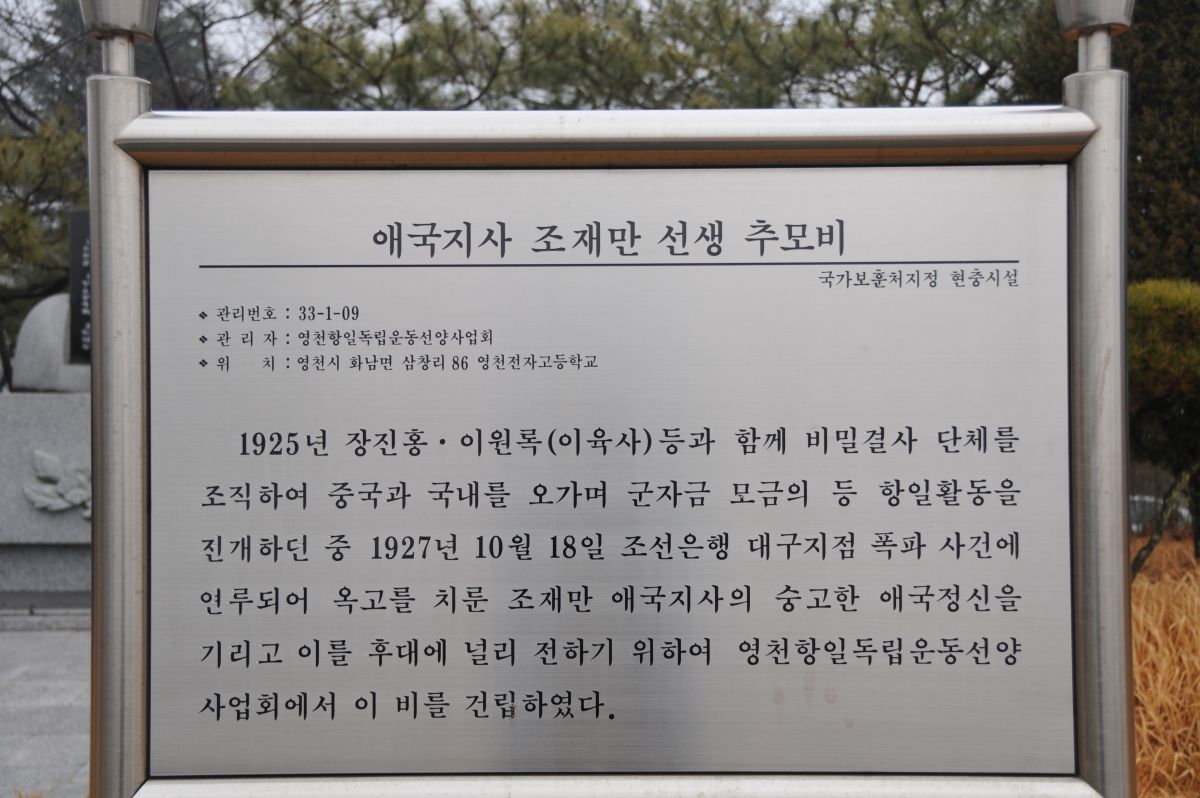 애국지사 조재만 선생 추모비
국가보훈처지정 현충시설
❖ 관리번호 : 33-1-09
❖ 관 리 자 : 영천항일독립운동선양사업회
❖ 위 치 : 영천시 화남면 삼창리 86 영천전자고등학교
1925년 장진홍·이원록(이육사)등과 함께 비밀결사 단체를
조직하여 중국과 국내를 오가며 군자금 모금의 등 항일활동을
전개하던 중 1927년 10월 18일 조선은행 대구지점 폭파 사건에
연루되어 옥고를 치룬 조재만 애국지사의 숭고한 애국정신을
기리고 이를 후대에 널리 전하기 위하여 영천항일독립운동선양
사업회에서 이 비를 건립하였다.